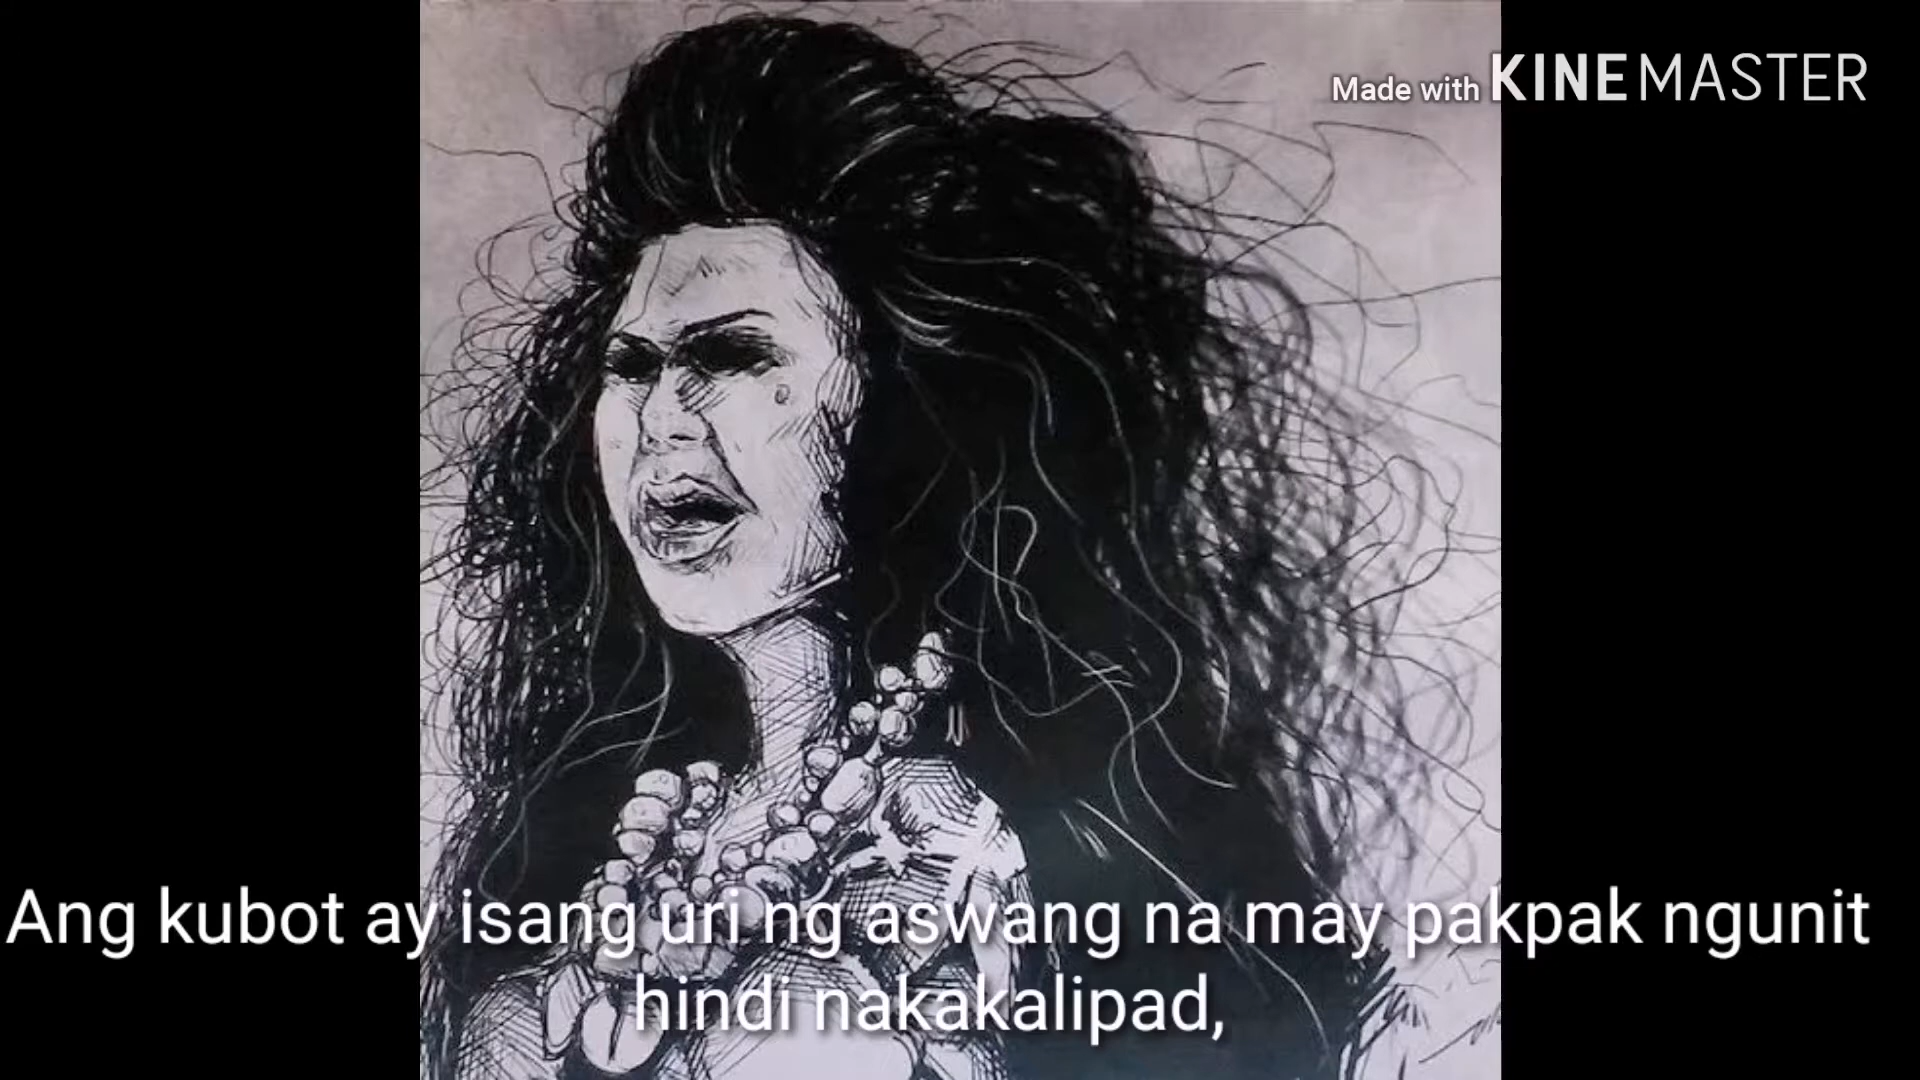 Made with KINEMASTER
Ang kubot ay isang uri ng aswang na may pakpak ngunit
hindi nakakalipad,